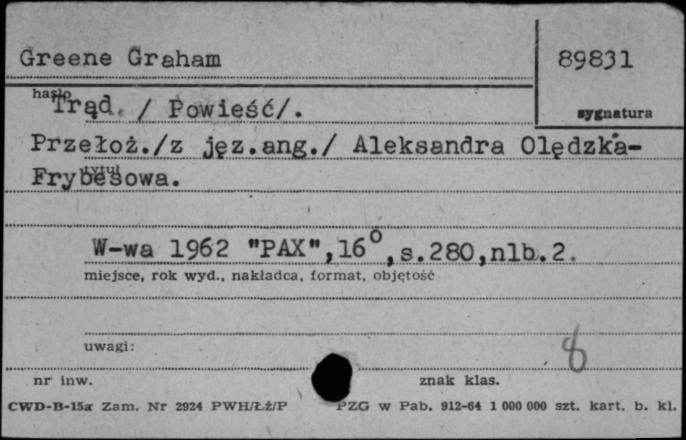 Greene Graham
89831
hasło
sygnatura
Trąd. / Powieść/.
Przełoż./z jęz.ang./ Aleksandra Olędzka-
tytuł
Frybesowa.
W-wa 1962 "PAX",16°,s.280,nlb.2.
miejsce, rok wyd., nakładca, format, objętość
uwagi:
8
nr inw.
znak klas.
CWD-B-15a Zam. Nr 2924 PWH/Łź/P PZG w Pab. 912-64 1 000 000 szt. kart. b. kl.